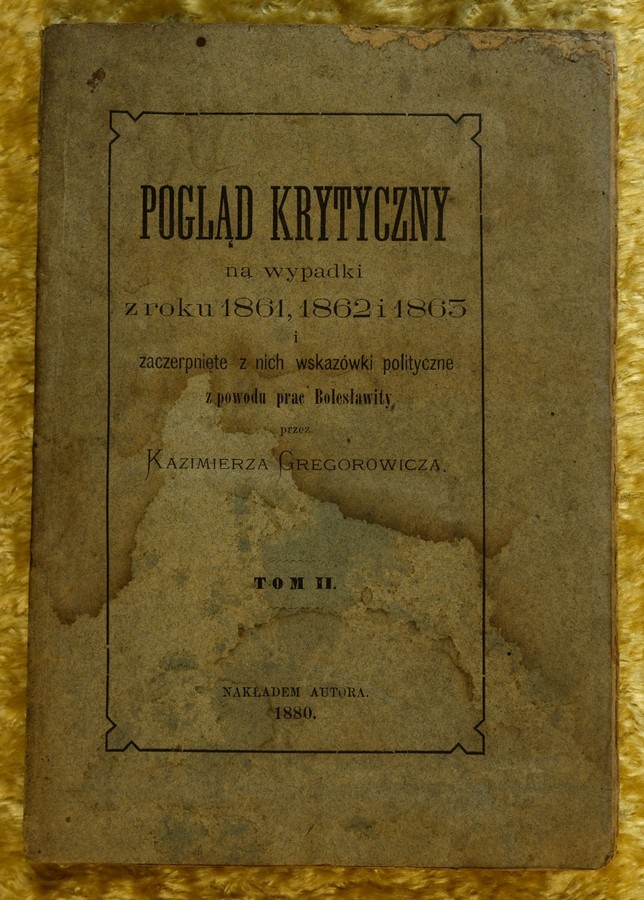 POGLĄD KRYTYCZNY
na wypadki
z roku 1861, 1862 i 1863
i
zaczerpnięte z nich wskazówki polityczne
z powodu prac Bolesławity,
przez
KAZIMIERZA GREGOROWICZA.
TOM II.
NAKŁADEM AUTORA.
1880.